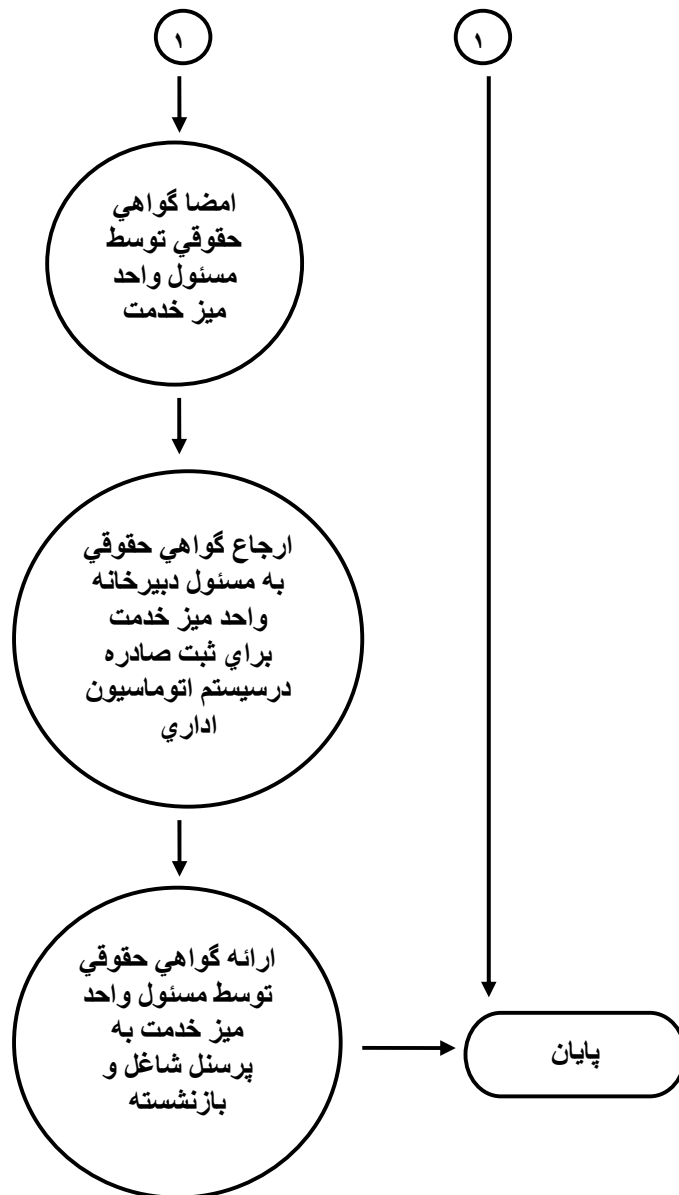 ۱
۱
امضا گواهي
حقوقي توسط
مسئول واحد
ميز خدمت
ارجاع گواهي حقوقي
به مسئول دبيرخانه
واحد ميز خدمت
براي ثبت صادره
درسيستم اتوماسيون
اداري
ارائه گواهي حقوقي
توسط مسئول واحد
ميز خدمت به
پرسنل شاغل و
بازنشسته
پايان